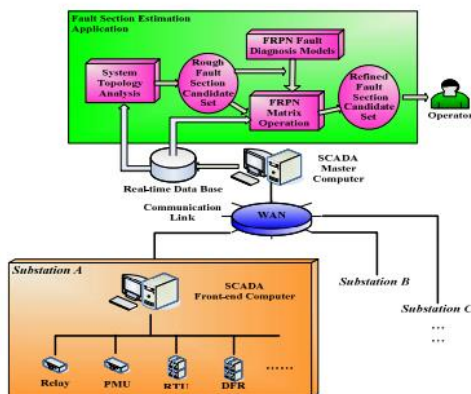 Fault Section Estimation
Application
FRPN Fault
Diagnosis Models
Rough
Fault
Section
Candidate
Set
System
Topology
Analysis
FRPN
Matrix
Operation
Refined
Fault
Section
Candidate
Set
Operator
Real-time Data Base
SCADA
Master
Computer
Communication
Link
WAN
Substation A
SCADA
Front-end Computer
Substation B
Substation C
...
...
Relay
PMU
RTU
DFR
......